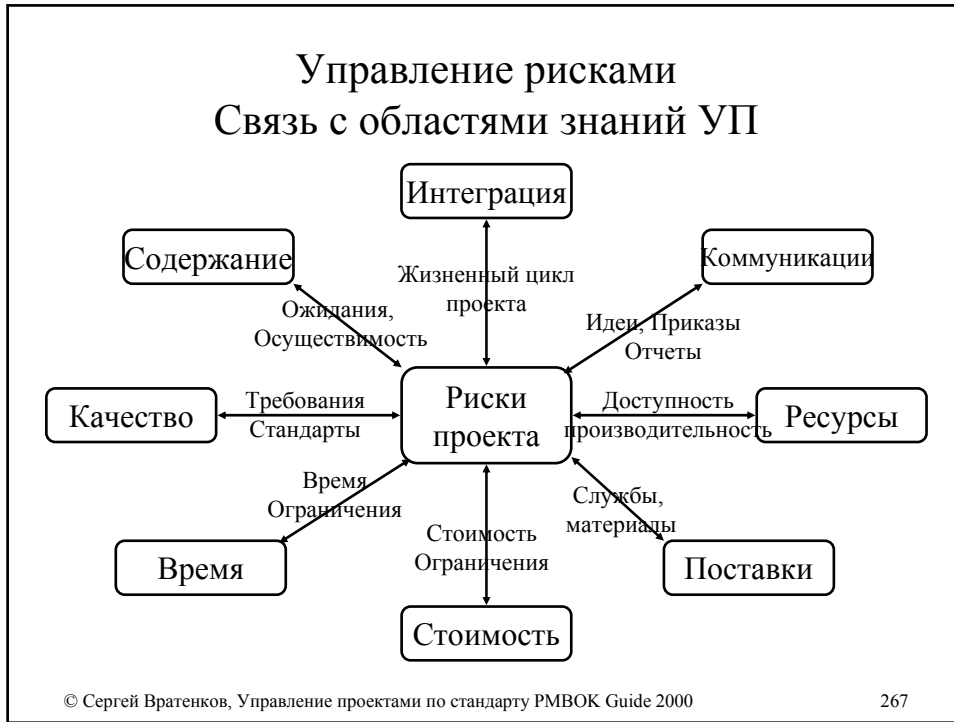 Управление рисками
Связь с областями знаний УП
Интеграция
Содержание
Коммуникации
Жизненный цикл
проекта
Ожидания,
Осуществимость
Идеи, Приказы
Отчеты
Качество
Требования
Стандарты
Риски
проекта
Доступность
производительность
Ресурсы
Время
Ограничения
Службы,
материалы
Стоимость
Ограничения
Время
Поставки
Стоимость
© Сергей Вратенков, Управление проектами по стандарту PMBOK Guide 2000
267